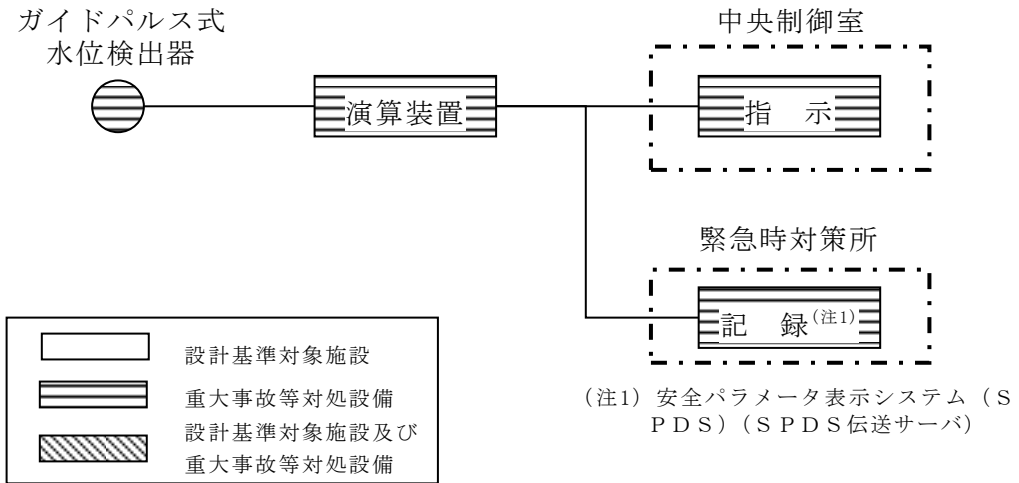 ガイドパルス式
水位検出器
演算装置
中央制御室
指　示
緊急時対策所
記　録(注1)
設計基準対象施設
重大事故等対処設備
設計基準対象施設及び
重大事故等対処設備
(注1) 安全パラメータ表示システム（Ｓ
ＰＤＳ）（ＳＰＤＳ伝送サーバ）